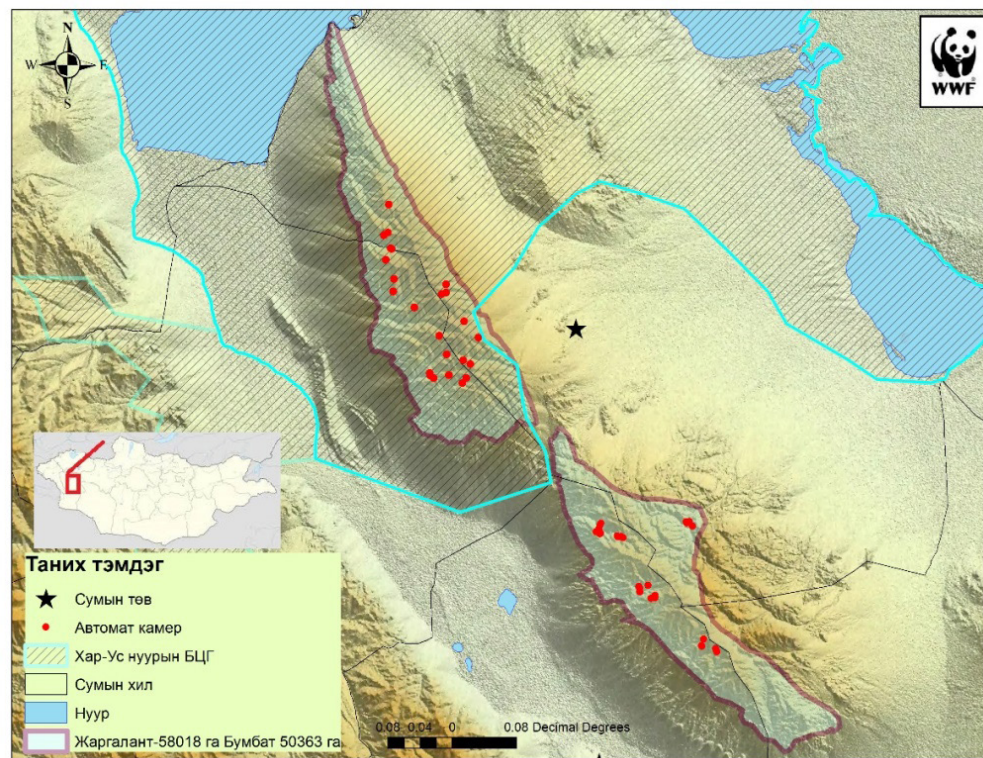 N
W E
S
WWF
Таних тэмдэг
Сумын төв
Автомат камер
Хар-Ус нуурын БЦГ
Сумын хил
Нуур
Жаргалант-58018 га Бумбат 50363 га
0.08 0.04 0 0.08 Decimal Degrees